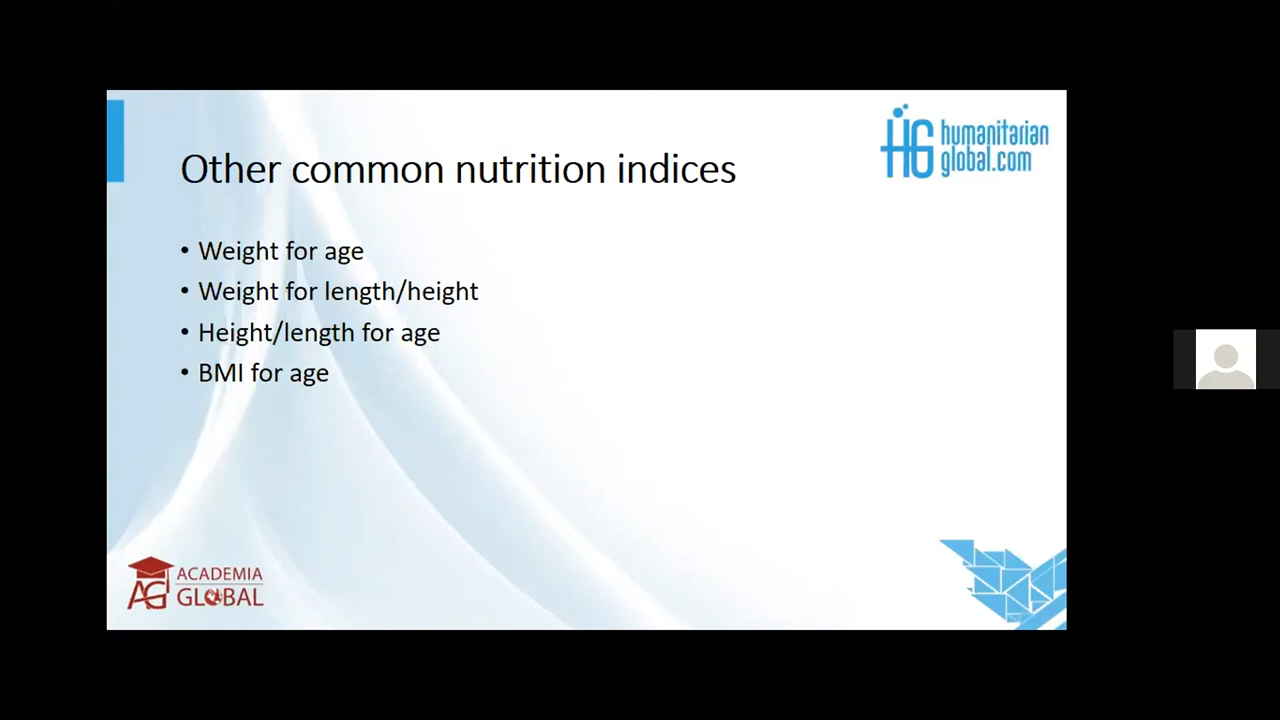 humanitarian
global.com
Other common nutrition indices
• Weight for age
• Weight for length/height
• Height/length for age
• BMI for age
ACADEMIA
GLOBAL